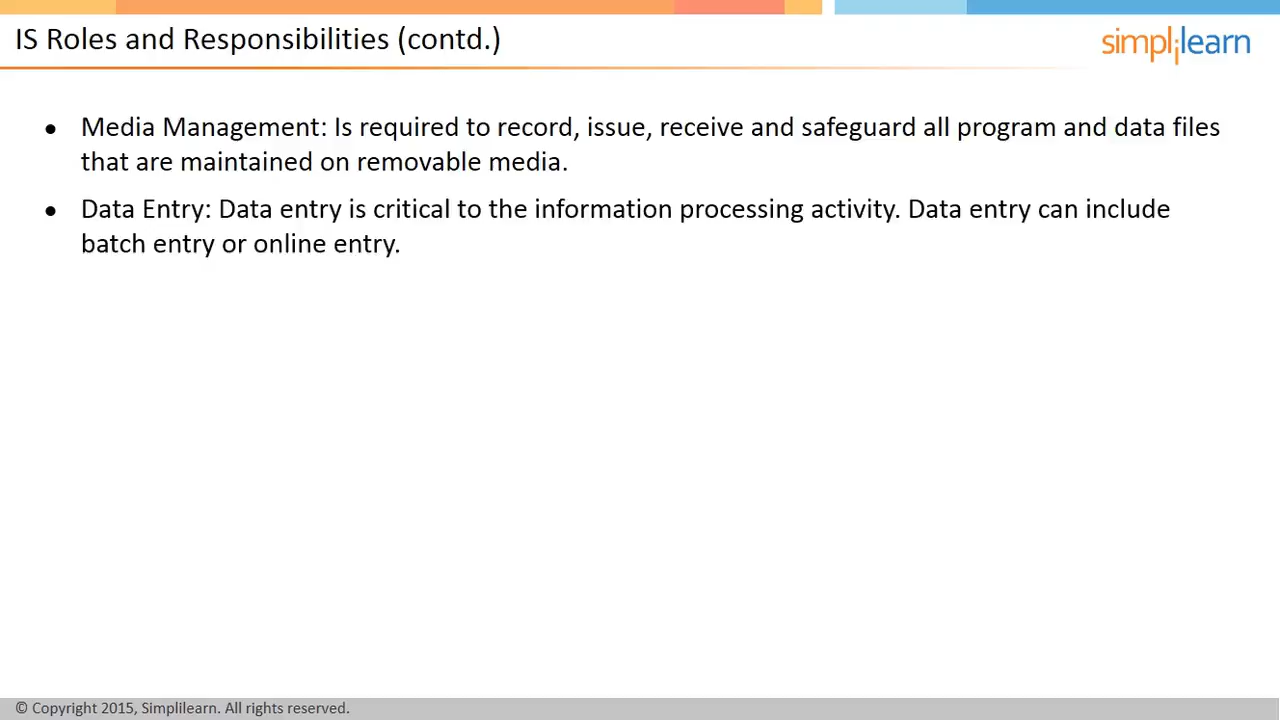 IS Roles and Responsibilities (contd.)
simplilearn
● Media Management: Is required to record, issue, receive and safeguard all program and data files
that are maintained on removable media.
● Data Entry: Data entry is critical to the information processing activity. Data entry can include
batch entry or online entry.
© Copyright 2015, Simplilearn. All rights reserved.